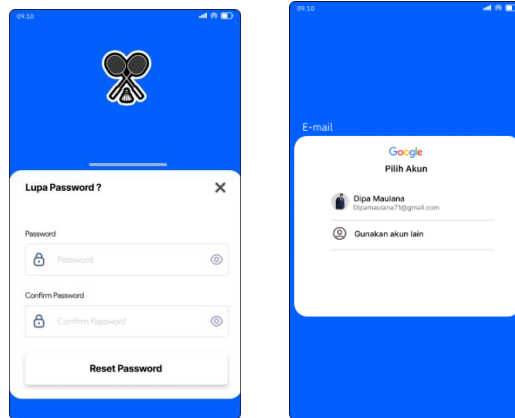 09.10
Lupa Password ?
Password
Password
Confirm Password
Confirm Password
Reset Password
09.10
E-mail
Google
Pilih Akun
Dipa Maulana
Dipamaulana71@gmail.com
Gunakan akun lain